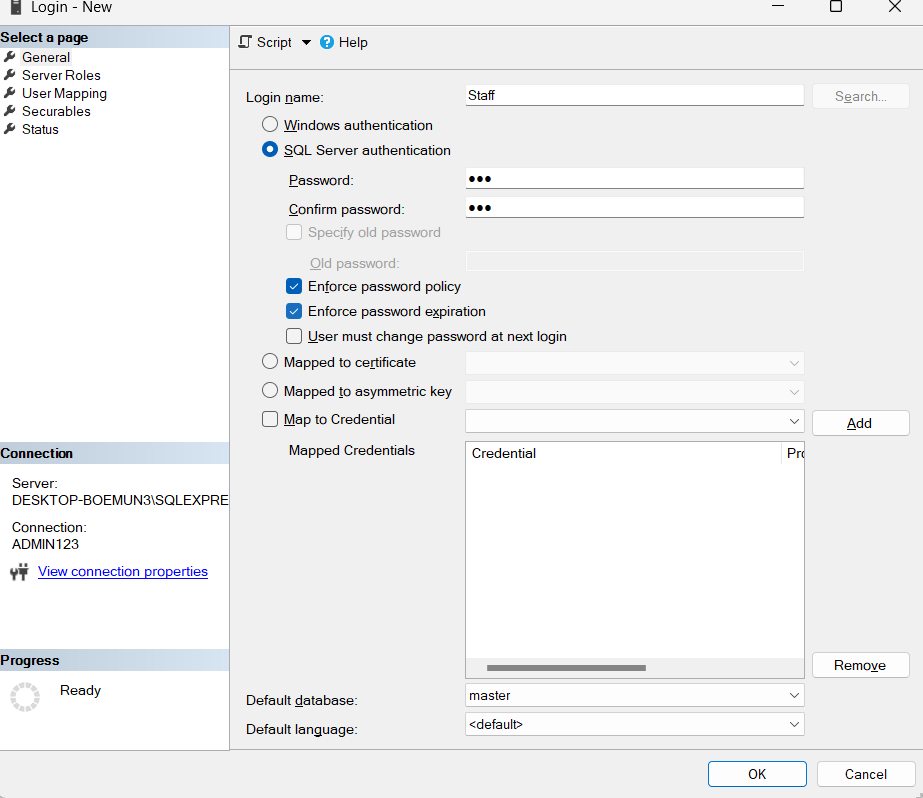 Login - New
Select a page
General
Server Roles
User Mapping
Securables
Status
Script
Help
Login name:
Staff
Search...
Windows authentication
SQL Server authentication
Password:
●●●
Confirm password:
●●●
Specify old password
Old password:
Enforce password policy
Enforce password expiration
User must change password at next login
Mapped to certificate
Mapped to asymmetric key
Map to Credential
Add
Mapped Credentials
Credential
Pro
Remove
Default database:
master
Default language:
<default>
Connection
Server:
DESKTOP-BOEMUN3\SQLEXPRE
Connection:
ADMIN123
View connection properties
Progress
Ready
OK
Cancel